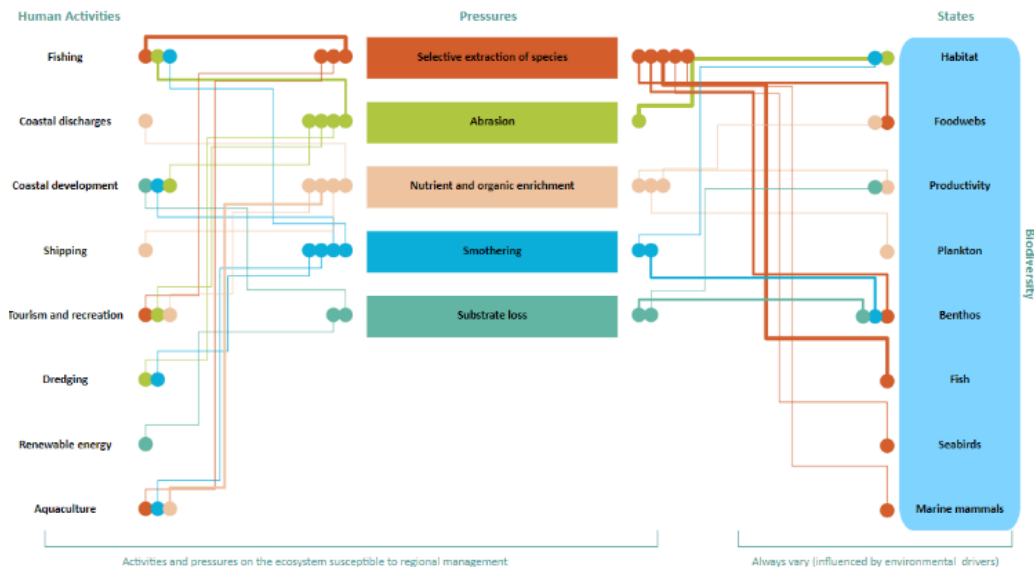 Human Activities
Pressures
States
Fishing
Selective extraction of species
Habitat
Coastal discharges
Abrasion
Foodwebs
Coastal development
Nutrient and organic enrichment
Productivity
Shipping
Smothering
Plankton
Biodiversity
Tourism and recreation
Substrate loss
Benthos
Dredging
Fish
Renewable energy
Seabirds
Aquaculture
Marine mammals
Activities and pressures on the ecosystem susceptible to regional management
Always vary (influenced by environmental drivers)